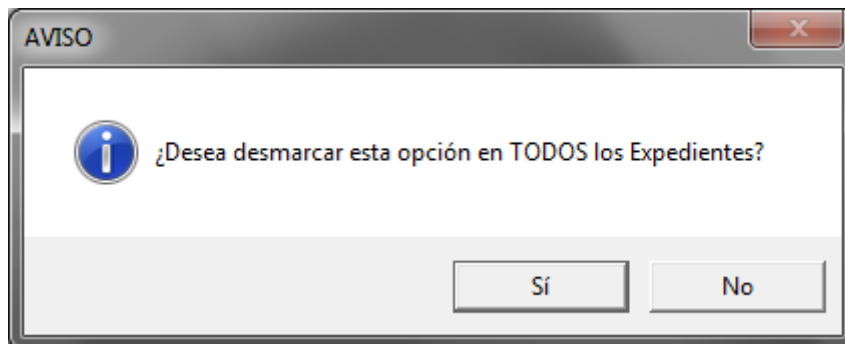 AVISO
¿Desea desmarcar esta opción en TODOS los Expedientes?
Sí
No